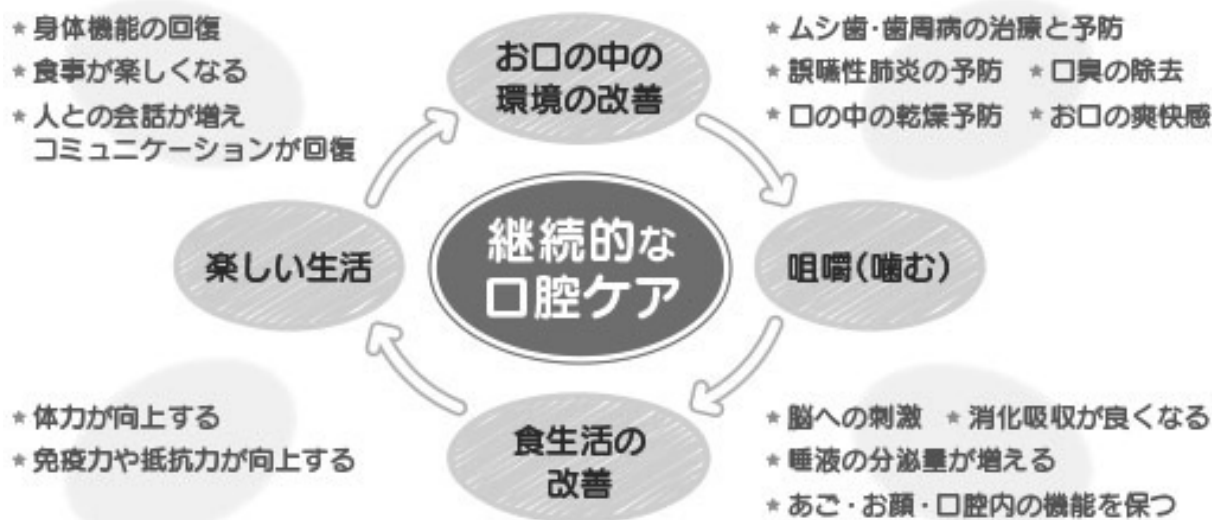 ★身体機能の回復
★食事が楽しくなる
★人との会話が増え
コミュニケーションが回復
お口の中の
環境の改善
★ムシ歯・歯周病の治療と予防
★誤嚥性肺炎の予防 ★口臭の除去
★口の中の乾燥予防 ★お口の爽快感
楽しい生活
継続的な
口腔ケア
咀嚼(噛む)
★体力が向上する
★免疫力や抵抗力が向上する
食生活の
改善
★脳への刺激 ★消化吸収が良くなる
★唾液の分泌量が増える
★あご・お顔・口腔内の機能を保つ